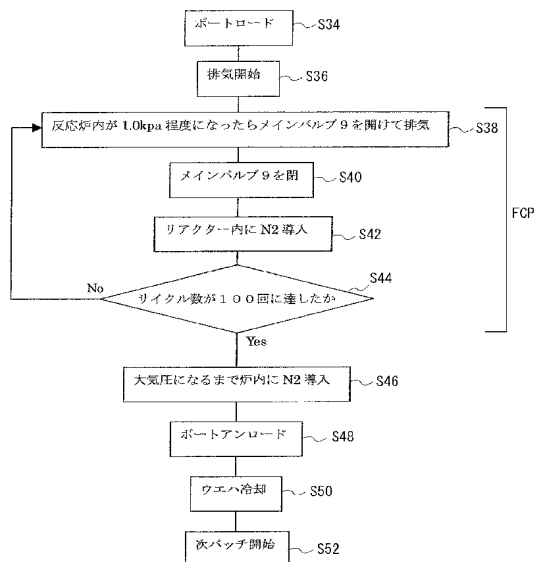 ボートロード
S34
排気開始
S36
反応炉内が 1.0kpa 程度になったらメインバルブ9を開けて排気
S38
メインバルブ9を閉
S40
FCP
リアクター内に N2 導入
S42
サイクル数が100回に達したか
S44
No
Yes
大気圧になるまで炉内に N2 導入
S46
ボートアンロード
S48
ウエハ冷却
S50
次バッチ開始
S52